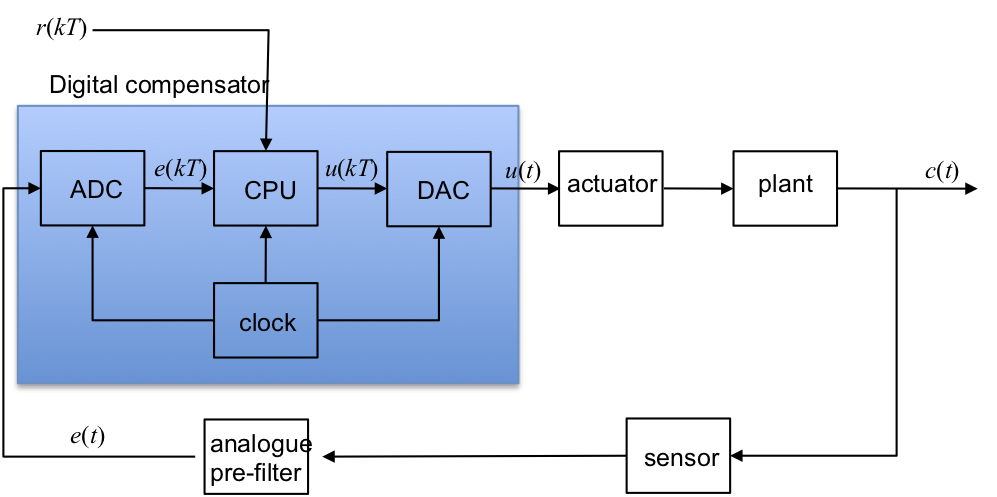 r(kT)
Digital compensator
ADC
e(kT)
CPU
u(kT)
DAC
u(t)
actuator
plant
c(t)
clock
e(t)
analogue
pre-filter
sensor